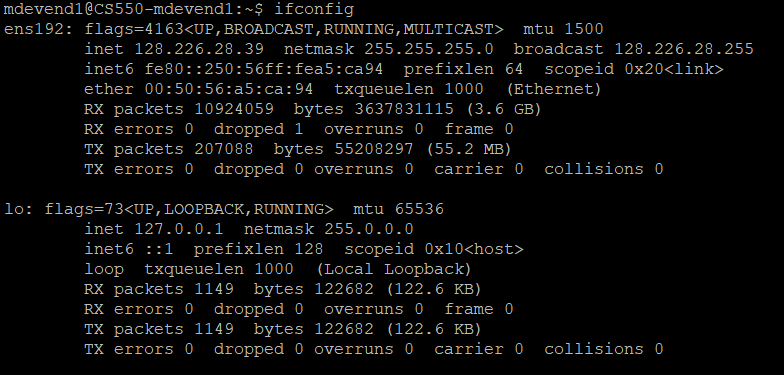 mdevend1@CS550-mdevend1:~$ ifconfig
ens192: flags=4163<UP,BROADCAST,RUNNING,MULTICAST>  mtu 1500
        inet 128.226.28.39  netmask 255.255.255.0  broadcast 128.226.28.255
        inet6 fe80::250:56ff:fea5:ca94  prefixlen 64  scopeid 0x20<link>
        ether 00:50:56:a5:ca:94  txqueuelen 1000  (Ethernet)
        RX packets 10924059  bytes 3637831115 (3.6 GB)
        RX errors 0  dropped 1  overruns 0  frame 0
        TX packets 207088  bytes 55208297 (55.2 MB)
        TX errors 0  dropped 0 overruns 0  carrier 0  collisions 0

lo: flags=73<UP,LOOPBACK,RUNNING>  mtu 65536
        inet 127.0.0.1  netmask 255.0.0.0
        inet6 ::1  prefixlen 128  scopeid 0x10<host>
        loop  txqueuelen 1000  (Local Loopback)
        RX packets 1149  bytes 122682 (122.6 KB)
        RX errors 0  dropped 0  overruns 0  frame 0
        TX packets 1149  bytes 122682 (122.6 KB)
        TX errors 0  dropped 0 overruns 0  carrier 0  collisions 0